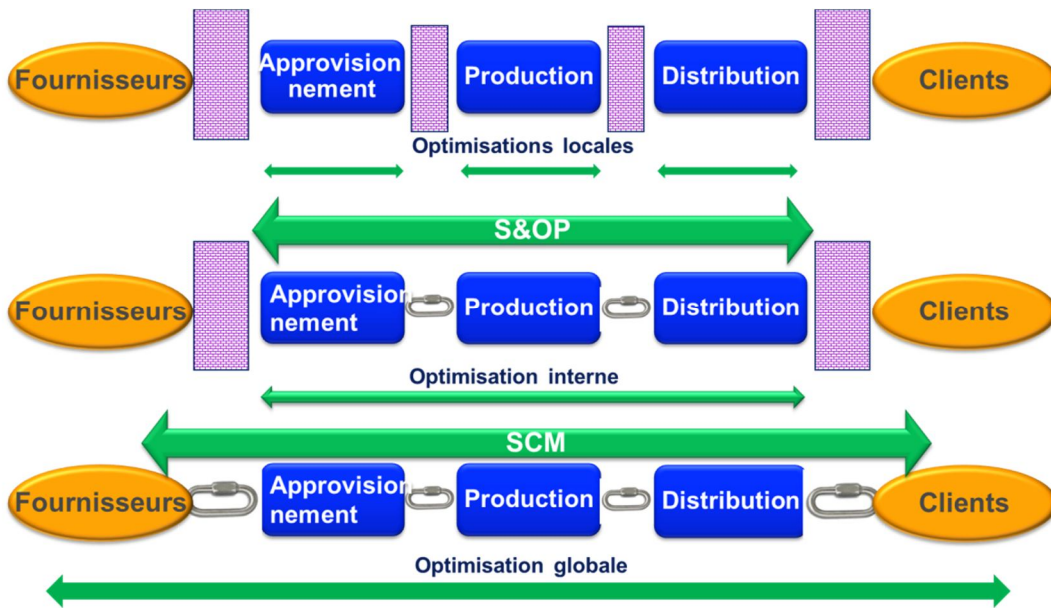 Fournisseurs
Approvision
nement
Production
Distribution
Clients
Optimisations locales
S&OP
Fournisseurs
Approvision
nement
Production
Distribution
Clients
Optimisation interne
SCM
Fournisseurs
Approvision
nement
Production
Distribution
Clients
Optimisation globale